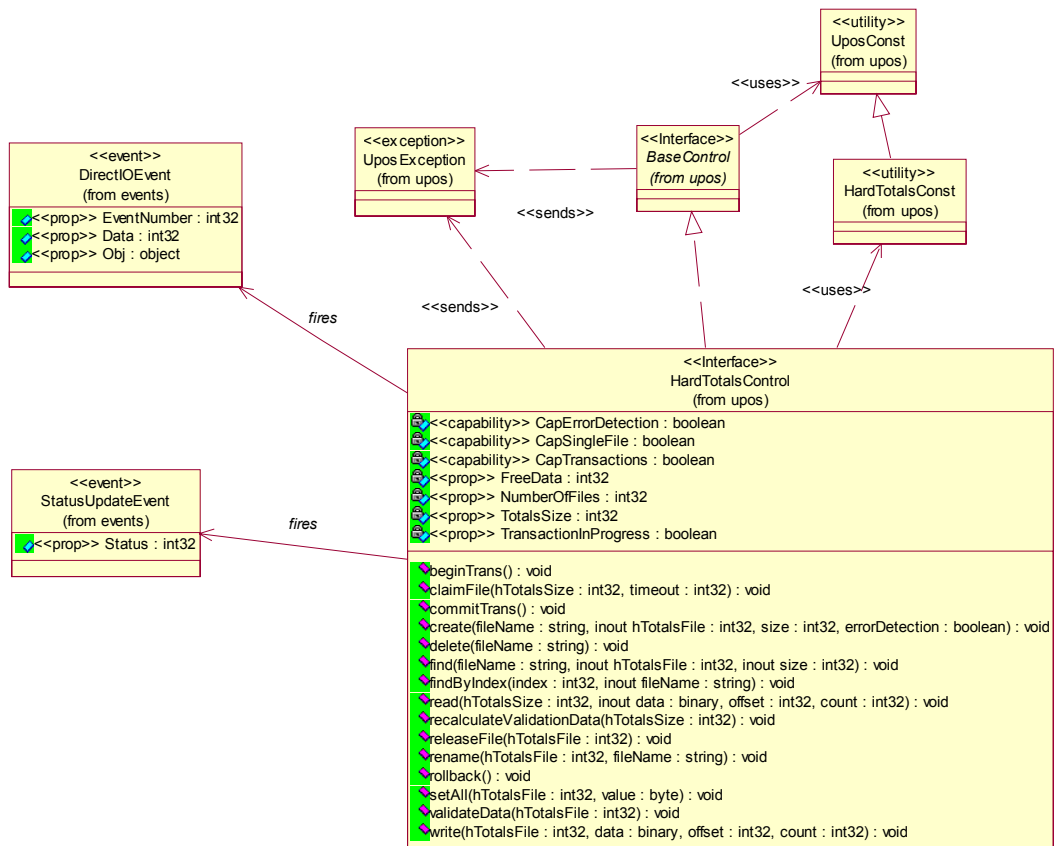 <<utility>>
UposConst
(from upos)
<<uses>>
<<exception>>
UposException
(from upos)
<<Interface>>
BaseControl
(from upos)
<<utility>>
HardTotalsConst
(from upos)
<<event>>
DirectIOEvent
(from events)
<<prop>> EventNumber : int32
<<prop>> Data : int32
<<prop>> Obj : object
<<sends>>
<<sends>>
<<uses>>
fires
<<Interface>>
HardTotalsControl
(from upos)
<<capability>> CapErrorDetection : boolean
<<capability>> CapSingleFile : boolean
<<capability>> CapTransactions : boolean
<<prop>> FreeData : int32
<<prop>> NumberOfFiles : int32
<<prop>> TotalsSize : int32
<<prop>> TransactionInProgress : boolean
<<event>>
StatusUpdateEvent
(from events)
<<prop>> Status : int32
fires
beginTrans() : void
claimFile(hTotalsSize : int32, timeout : int32) : void
commitTrans() : void
create(fileName : string, inout hTotalsFile : int32, size : int32, errorDetection : boolean) : void
delete(fileName : string) : void
find(fileName : string, inout hTotalsFile : int32, inout size : int32) : void
findByIndex(index : int32, inout fileName : string) : void
read(hTotalsSize : int32, inout data : binary, offset : int32, count : int32) : void
recalculateValidationData(hTotalsSize : int32) : void
releaseFile(hTotalsFile : int32) : void
rename(hTotalsFile : int32, fileName : string) : void
rollback() : void
setAll(hTotalsFile : int32, value : byte) : void
validateData(hTotalsFile : int32) : void
write(hTotalsFile : int32, data : binary, offset : int32, count : int32) : void